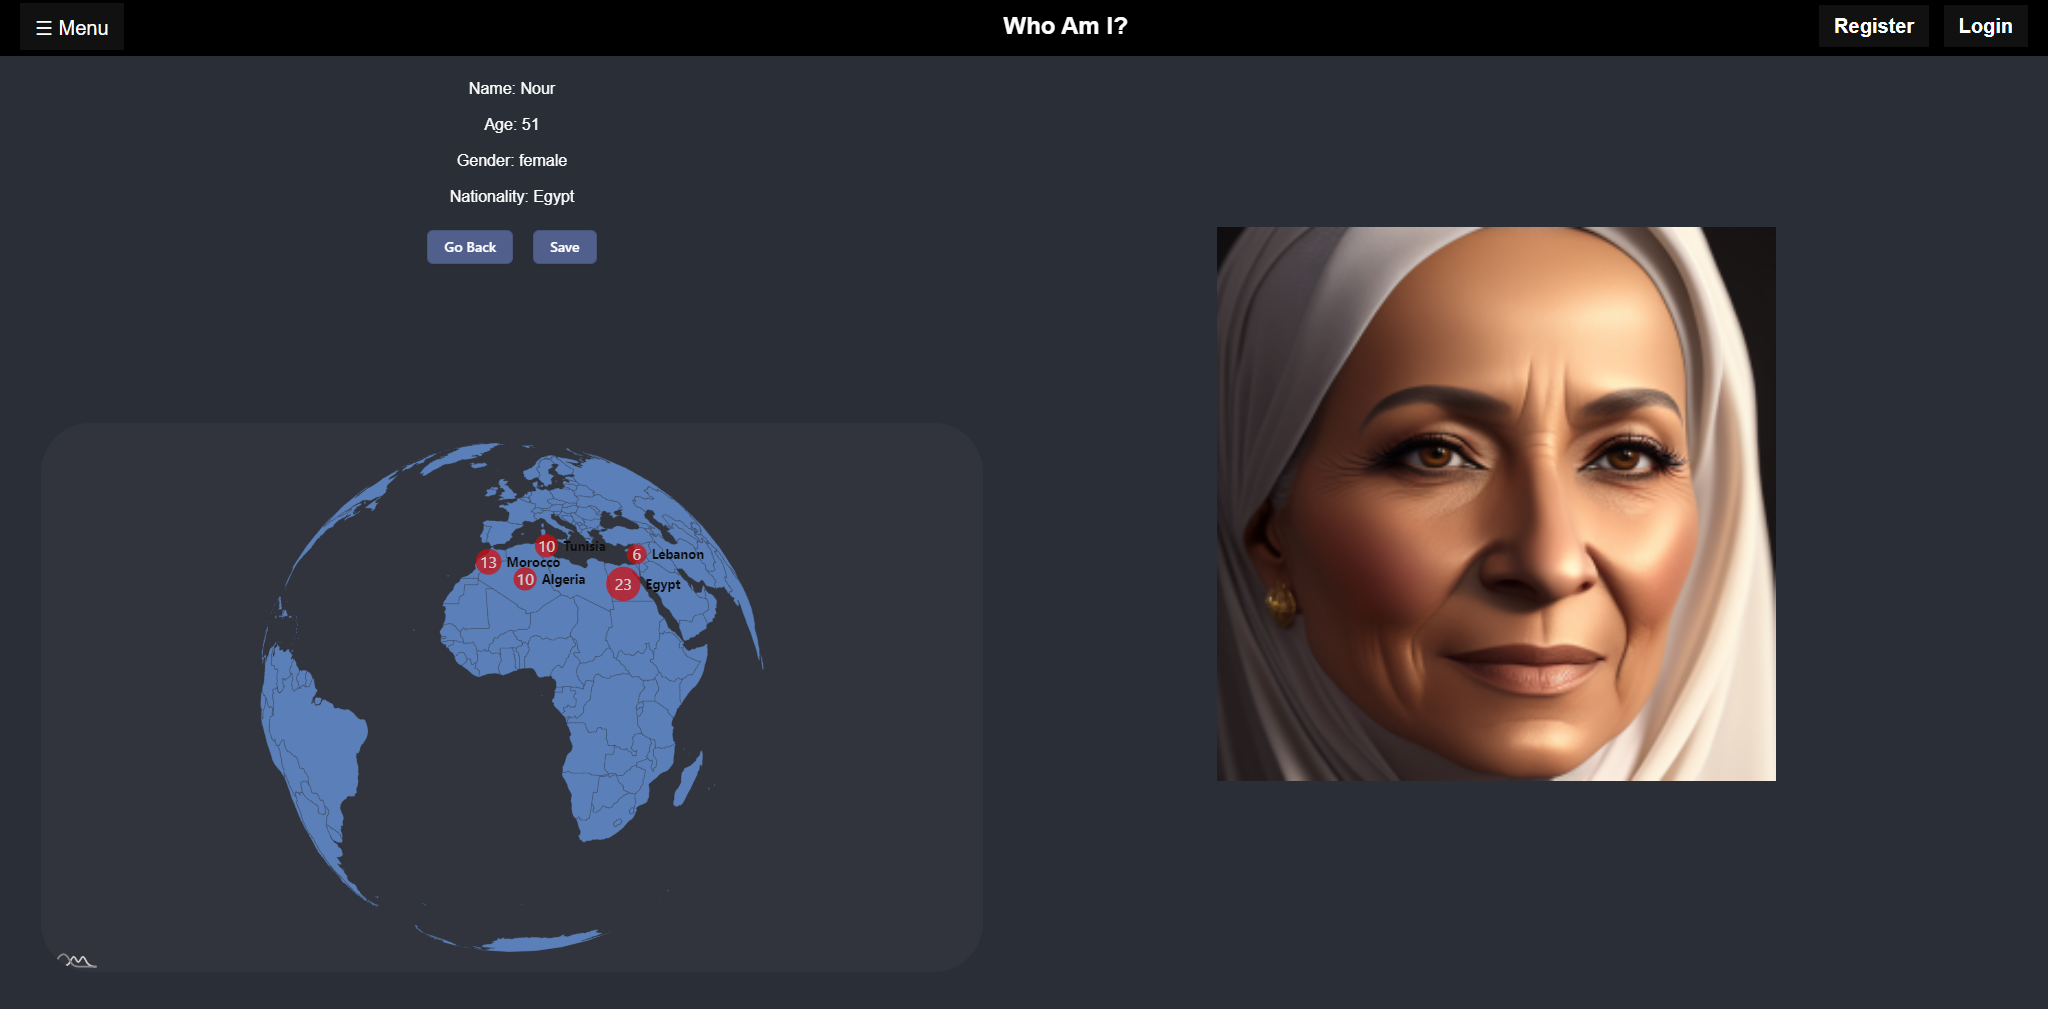 ☰ Menu
Who Am I?
Register
Login
Name: Nour
Age: 51
Gender: female
Nationality: Egypt
Go Back
Save
10 Tunisia
6 Lebanon
13 Morocco
10 Algeria
23 Egypt